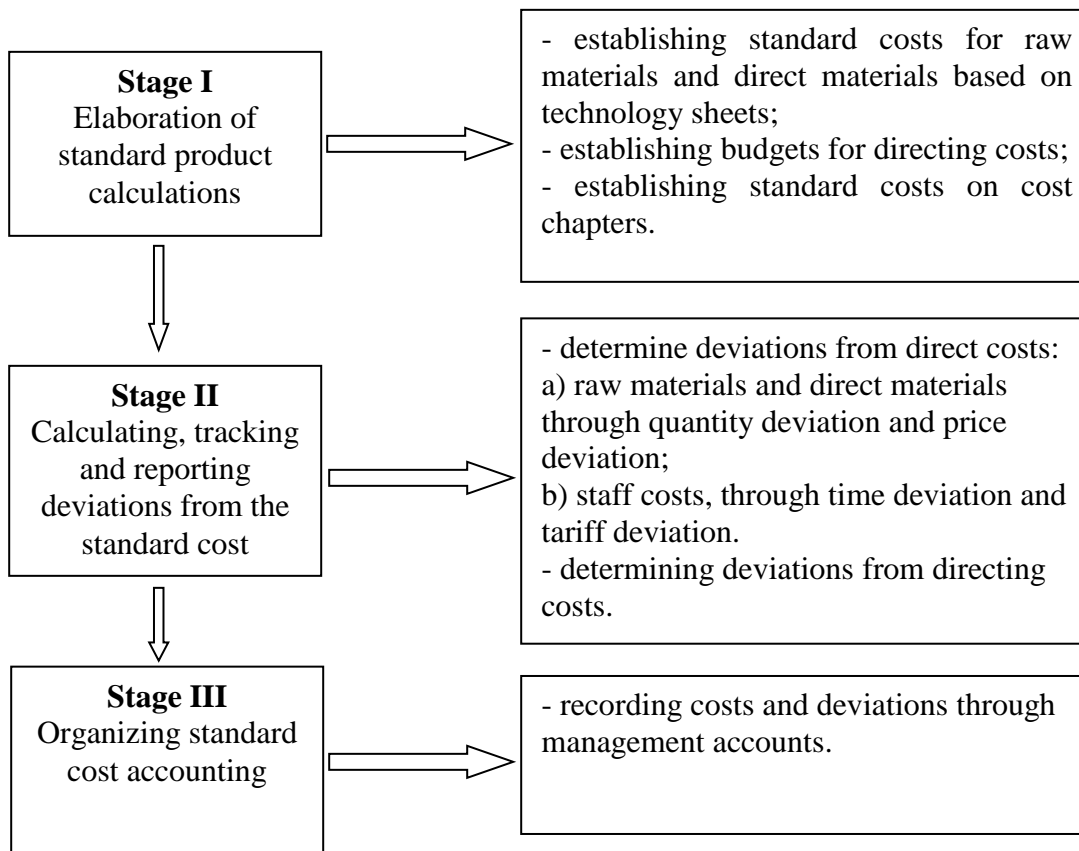 Stage I
Elaboration of
standard product
calculations
- establishing standard costs for raw
materials and direct materials based on
technology sheets;
- establishing budgets for directing costs;
- establishing standard costs on cost
chapters.
Stage II
Calculating, tracking
and reporting
deviations from the
standard cost
- determine deviations from direct costs:
a) raw materials and direct materials
through quantity deviation and price
deviation;
b) staff costs, through time deviation and
tariff deviation.
- determining deviations from directing
costs.
Stage III
Organizing standard
cost accounting
- recording costs and deviations through
management accounts.